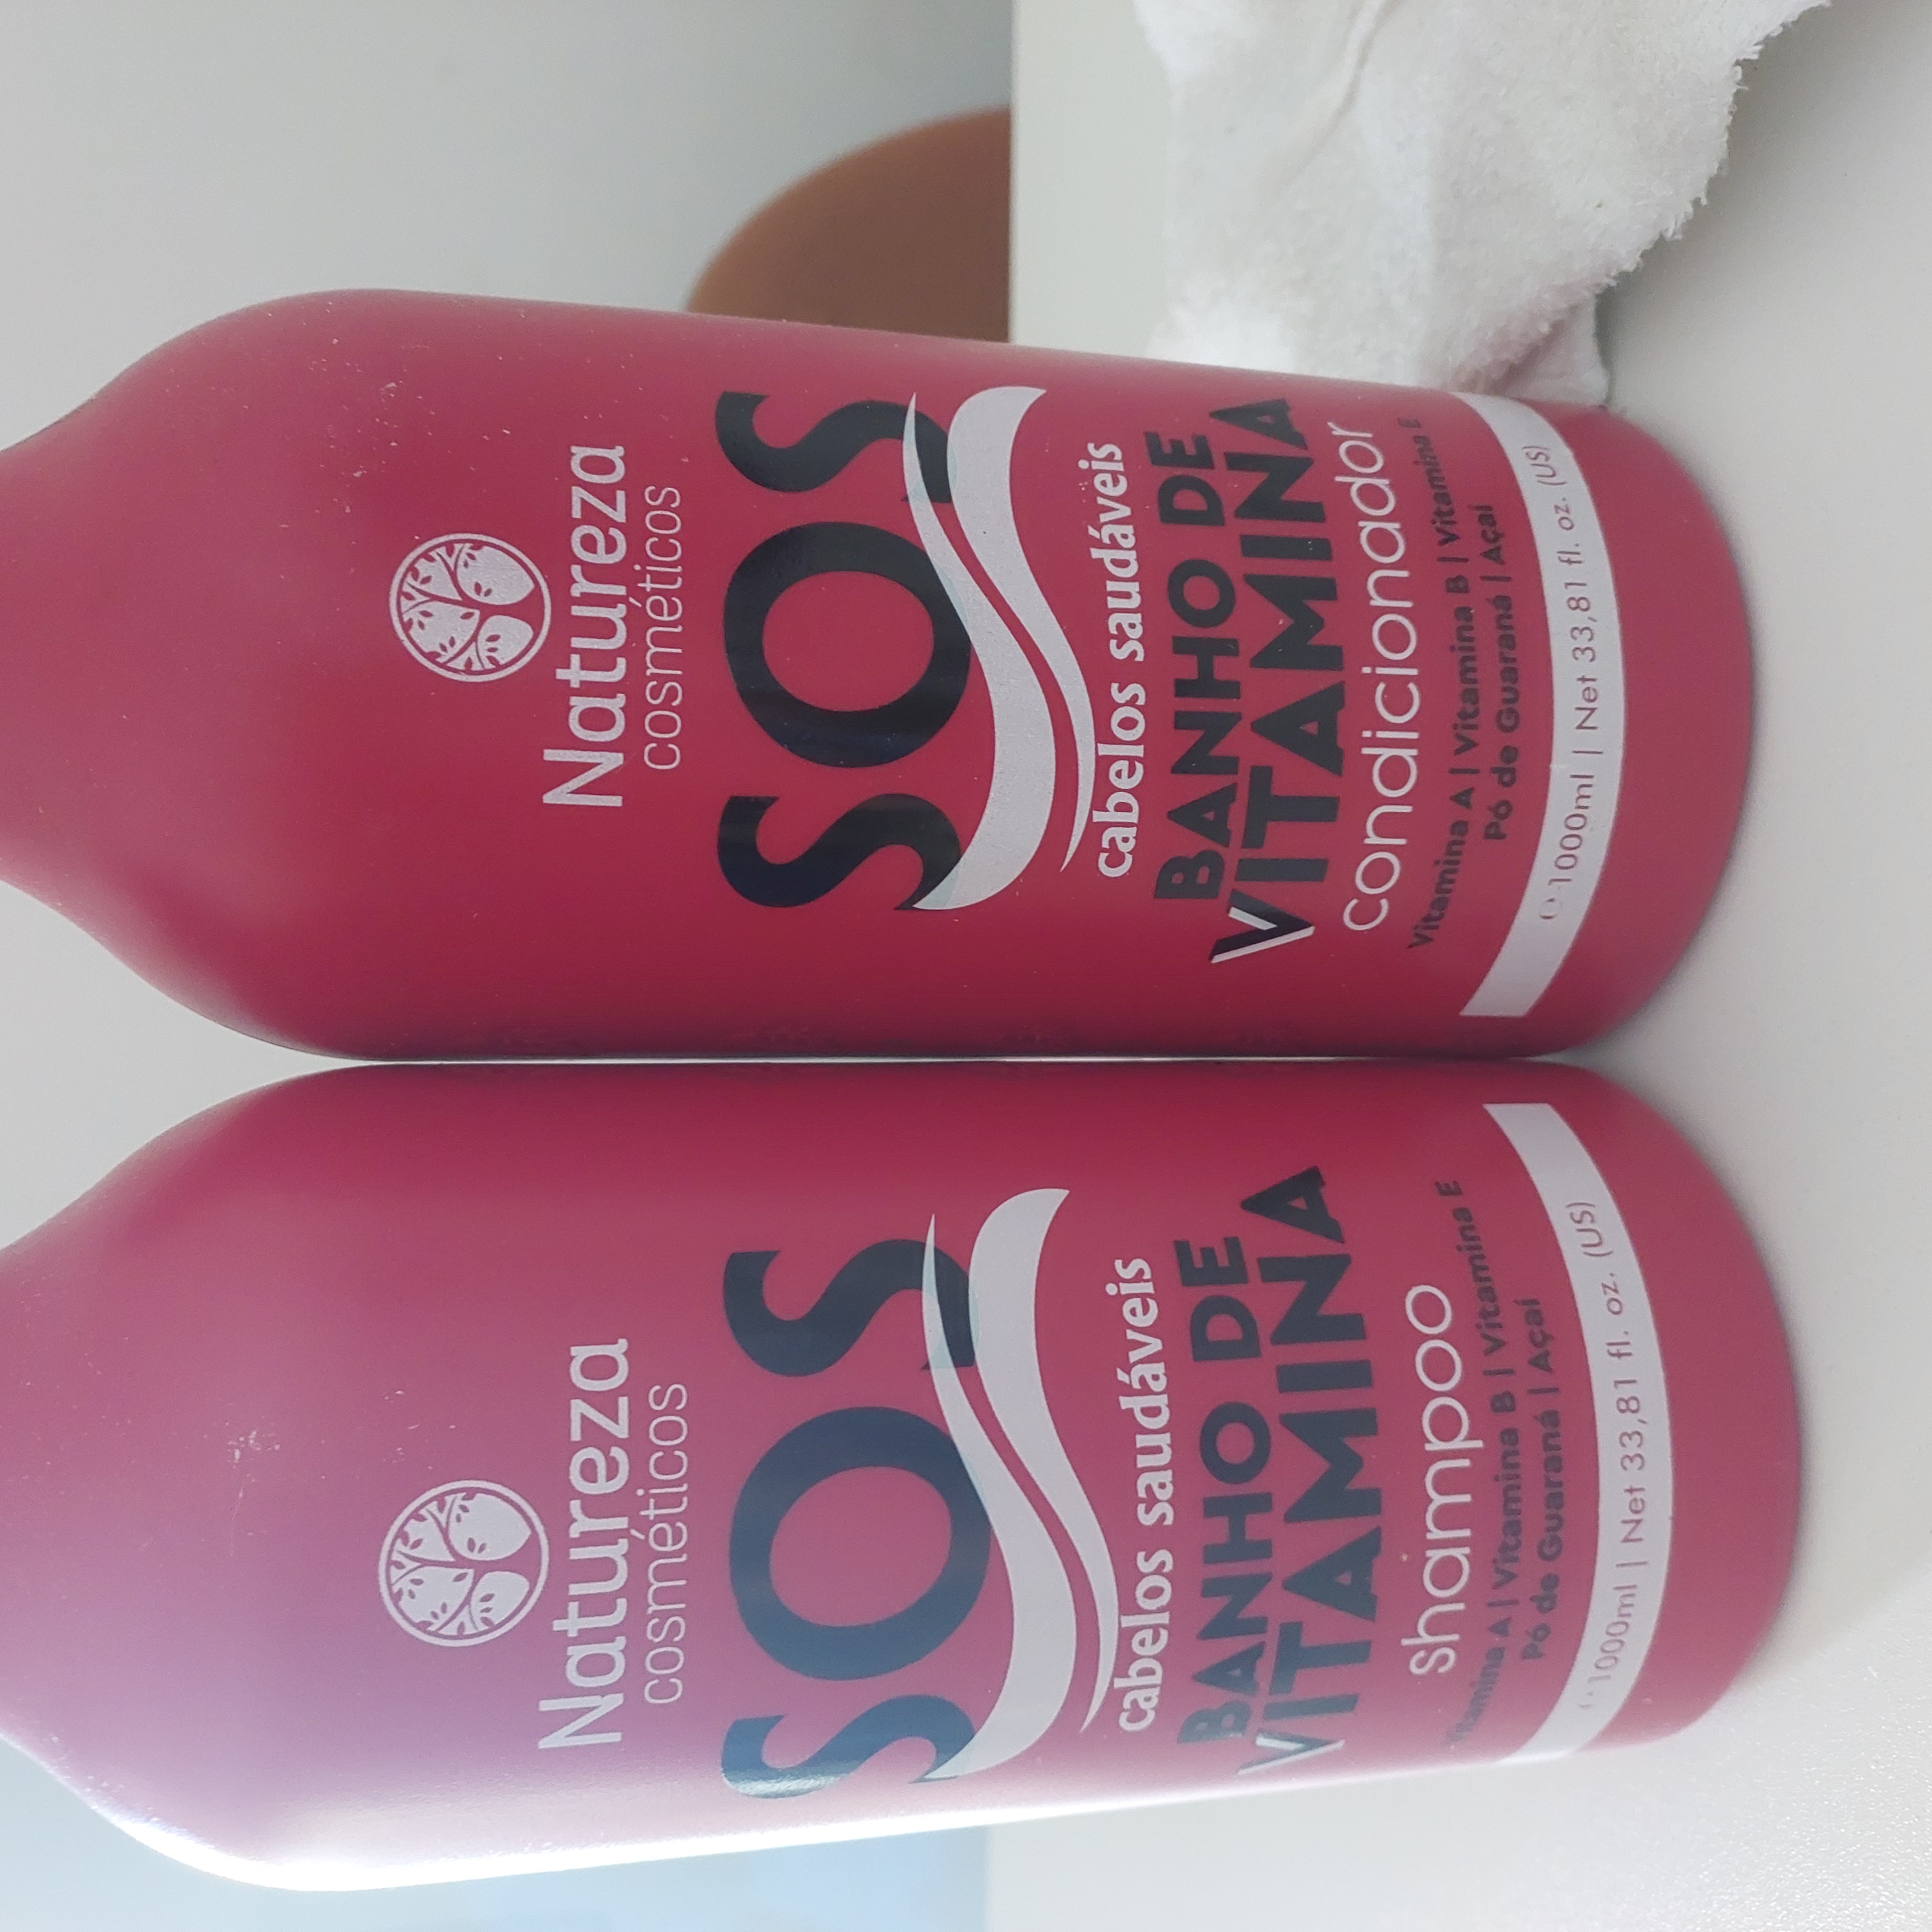 Natureza
cosméticos
SOS
cabelos saudáveis
BANHO DE
VITAMINA
Shampoo
Vitamina A | Vitamina B | Vitamina E
Pó de Guaraná | Açaí
1000ml | Net 33,81 fl. oz. (US)
Natureza
cosméticos
SOS
cabelos saudáveis
BANHO DE
VITAMINA
Condicionador
Vitamina A | Vitamina B | Vitamina E
Pó de Guaraná | Açaí
1000ml | Net 33,81 fl. oz. (US)